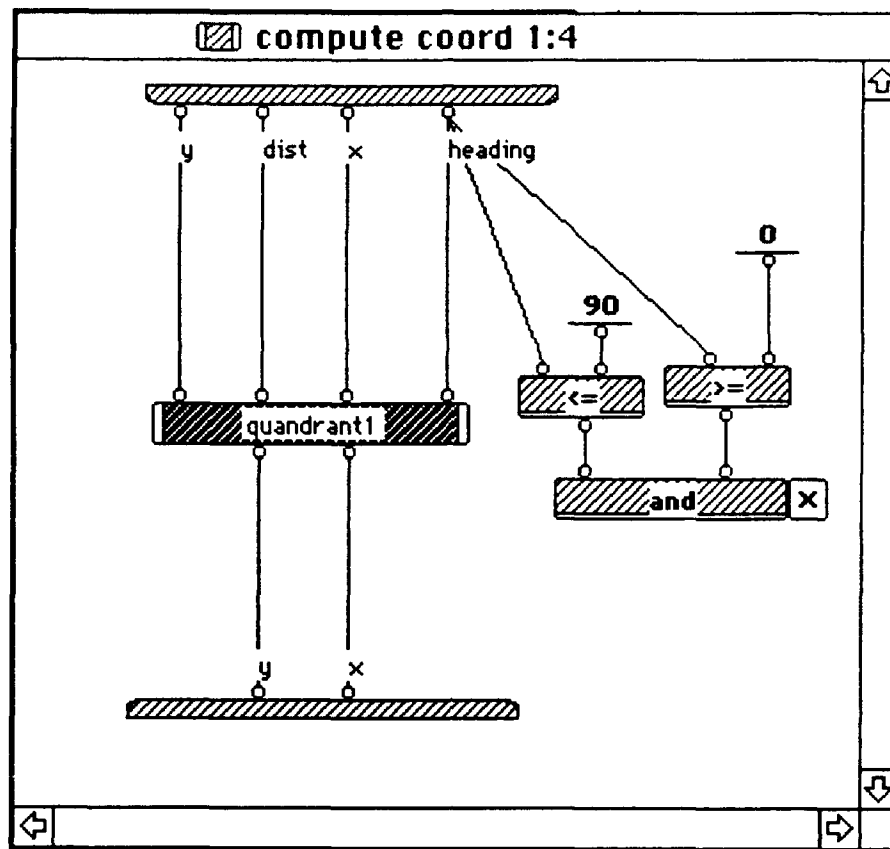 compute coord 1:4
y dist x heading
0
90
<= >=
quandrant1
and X
y x